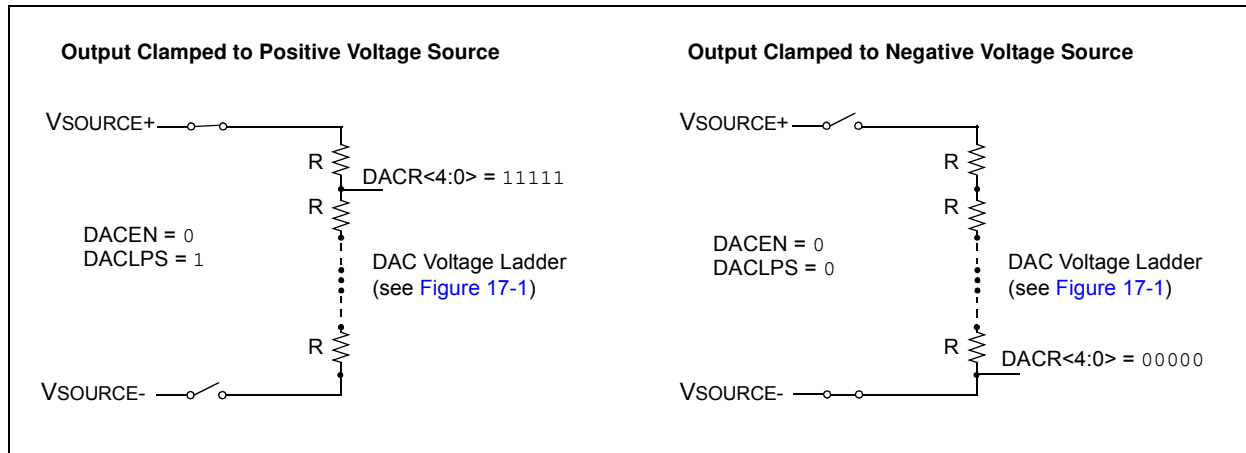 Output Clamped to Positive Voltage Source
VSOURCE+
R
DACR<4:0> = 11111
R
DACEN = 0
DACLPS = 1
DAC Voltage Ladder
(see Figure 17-1)
R
VSOURCE-
Output Clamped to Negative Voltage Source
VSOURCE+
R
R
DACEN = 0
DACLPS = 0
DAC Voltage Ladder
(see Figure 17-1)
R
DACR<4:0> = 00000
VSOURCE-